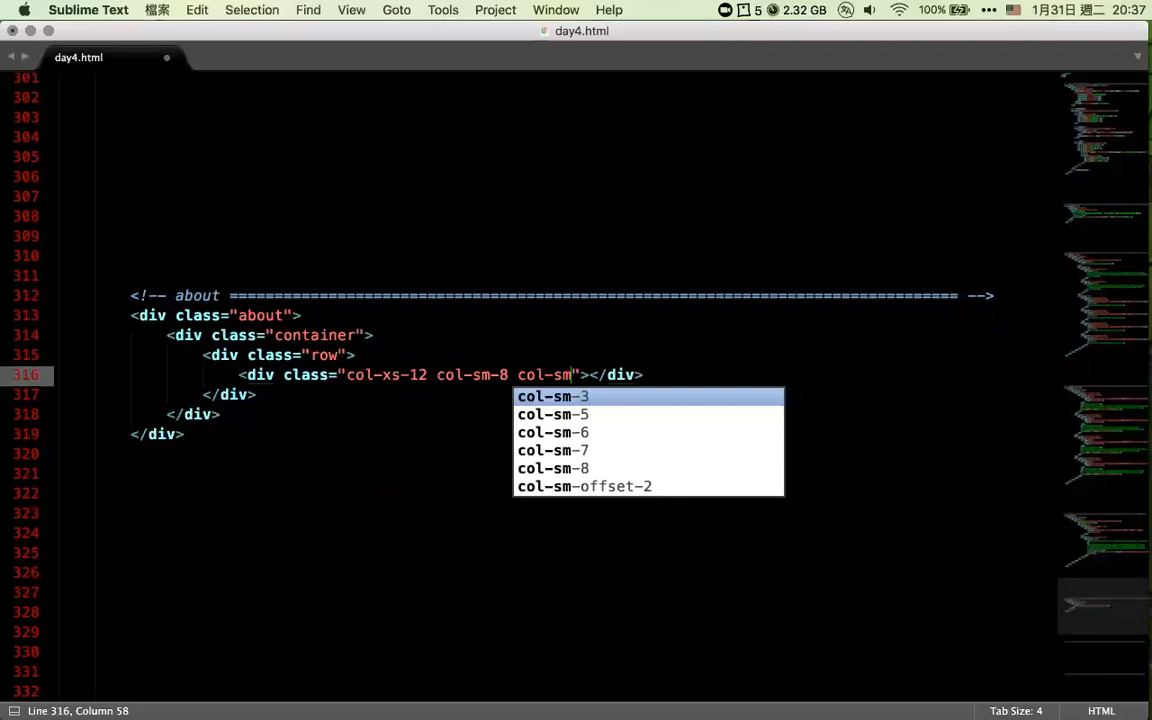 Sublime Text 檔案 Edit Selection Find View Goto Tools Project Window Help 5 2.32 GB 100% 1月31日 週二 20:37
day4.html
day4.html
301
302
303
304
305
306
307
308
309
310
311
312 <!-- about ================================================================================= -->
313 <div class="about">
314 <div class="container">
315 <div class="row">
316 <div class="col-xs-12 col-sm-8 col-sm"></div>
317 </div>
318 </div>
319 </div>
320
321
322
323
324
325
326
327
328
329
330
331
332
col-sm-3
col-sm-5
col-sm-6
col-sm-7
col-sm-8
col-sm-offset-2
Line 316, Column 58 Tab Size: 4 HTML